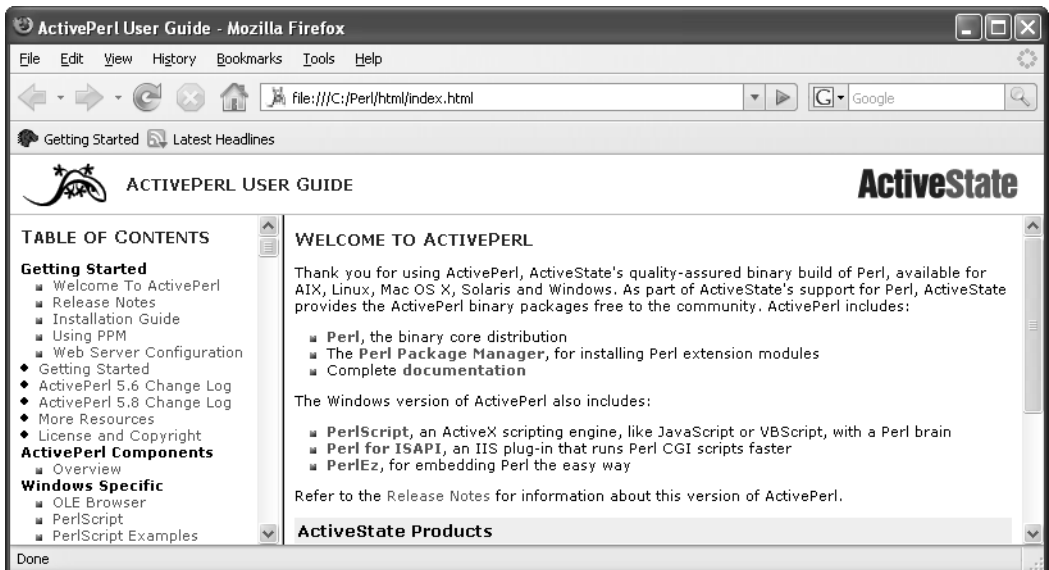 ActivePerl User Guide - Mozilla Firefox
File Edit View History Bookmarks Tools Help
file:///C:/Perl/html/index.html
G Google
Getting Started Latest Headlines
ACTIVEPERL USER GUIDE
ActiveState
TABLE OF CONTENTS
Getting Started
Welcome To ActivePerl
Release Notes
Installation Guide
Using PPM
Web Server Configuration
Getting Started
ActivePerl 5.6 Change Log
ActivePerl 5.8 Change Log
More Resources
License and Copyright
ActivePerl Components
Overview
Windows Specific
OLE Browser
PerlScript
PerlScript Examples
WELCOME TO ACTIVEPERL
Thank you for using ActivePerl, ActiveState's quality-assured binary build of Perl, available for
AIX, Linux, Mac OS X, Solaris and Windows. As part of ActiveState's support for Perl, ActiveState
provides the ActivePerl binary packages free to the community. ActivePerl includes:
Perl, the binary core distribution
The Perl Package Manager, for installing Perl extension modules
Complete documentation
The Windows version of ActivePerl also includes:
PerlScript, an ActiveX scripting engine, like JavaScript or VBScript, with a Perl brain
Perl for ISAPI, an IIS plug-in that runs Perl CGI scripts faster
PerlEz, for embedding Perl the easy way
Refer to the Release Notes for information about this version of ActivePerl.
ActiveState Products
Done